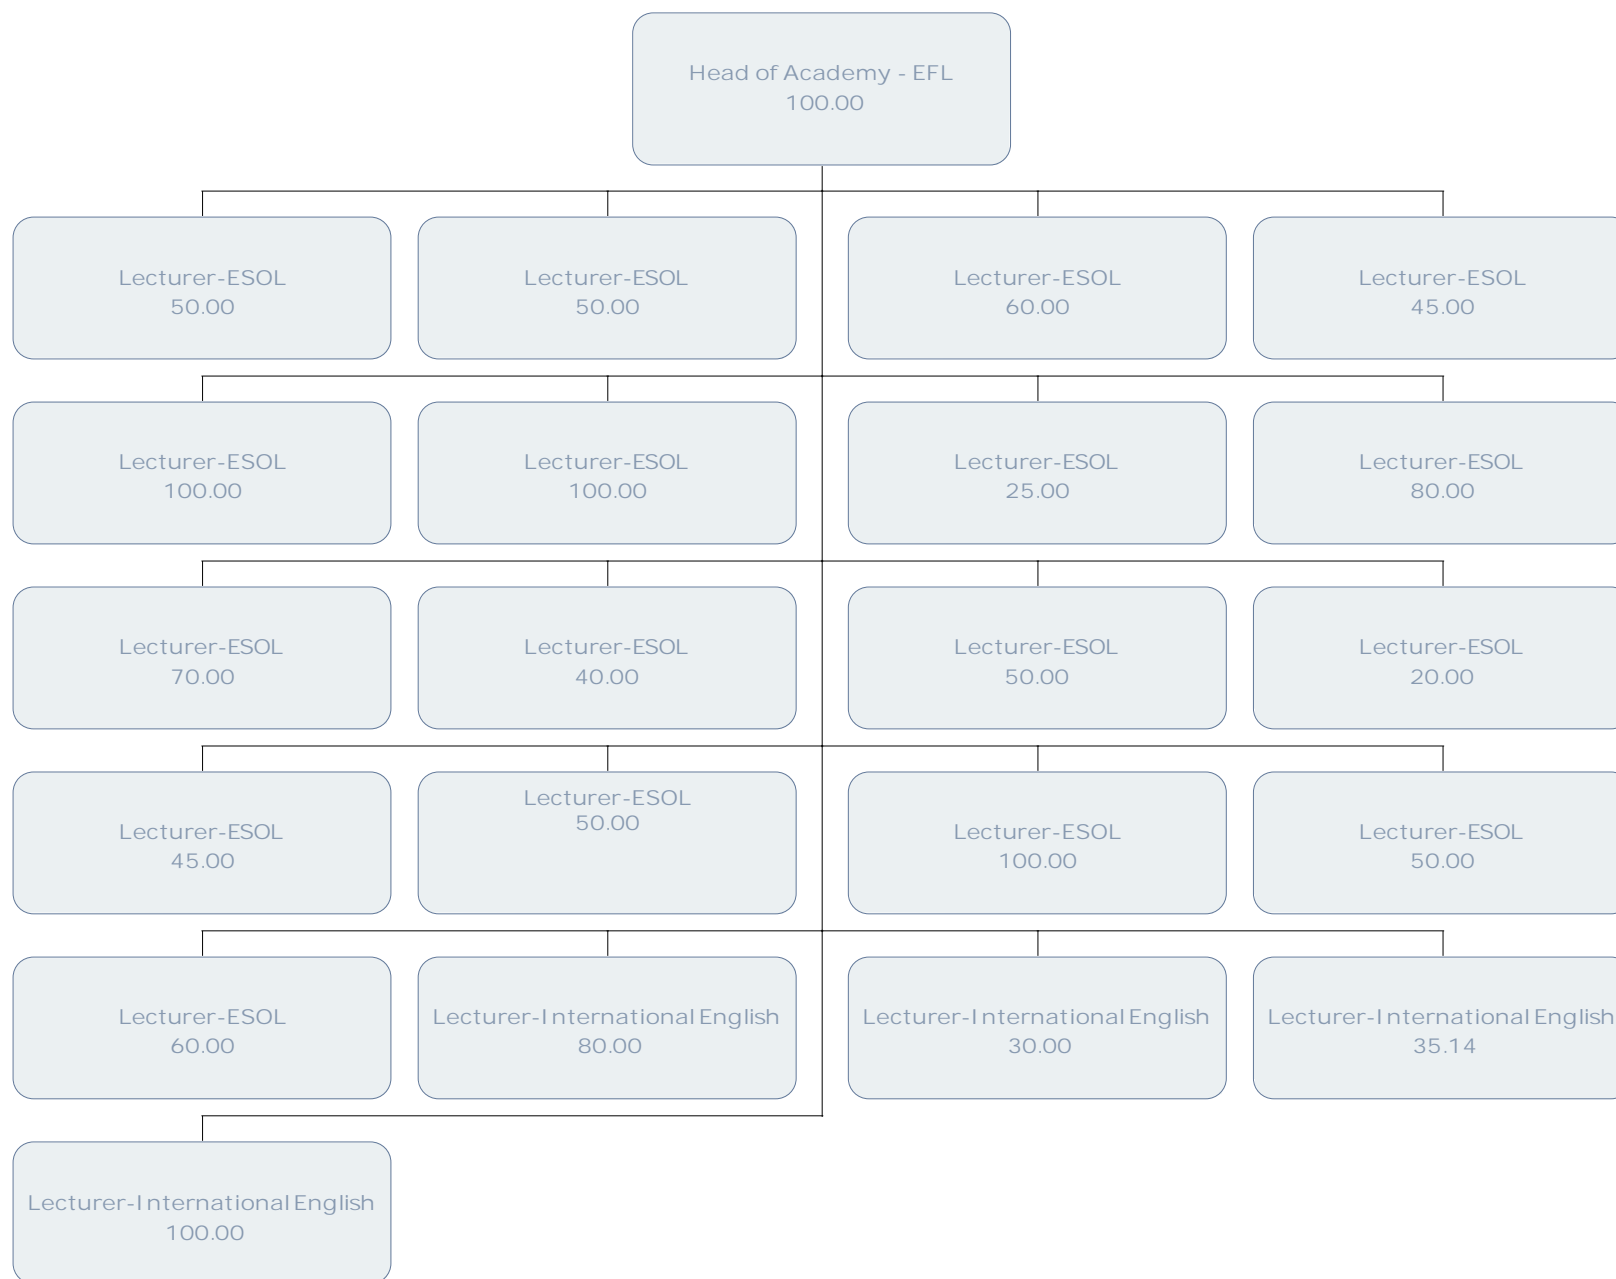 Head of Academy - EFL
100.00
Lecturer-ESOL
50.00
Lecturer-ESOL
50.00
Lecturer-ESOL
60.00
Lecturer-ESOL
45.00
Lecturer-ESOL
100.00
Lecturer-ESOL
100.00
Lecturer-ESOL
25.00
Lecturer-ESOL
80.00
Lecturer-ESOL
70.00
Lecturer-ESOL
40.00
Lecturer-ESOL
50.00
Lecturer-ESOL
20.00
Lecturer-ESOL
45.00
Lecturer-ESOL
50.00
Lecturer-ESOL
100.00
Lecturer-ESOL
50.00
Lecturer-ESOL
60.00
Lecturer-International English
80.00
Lecturer-International English
30.00
Lecturer-International English
35.14
Lecturer-International English
100.00